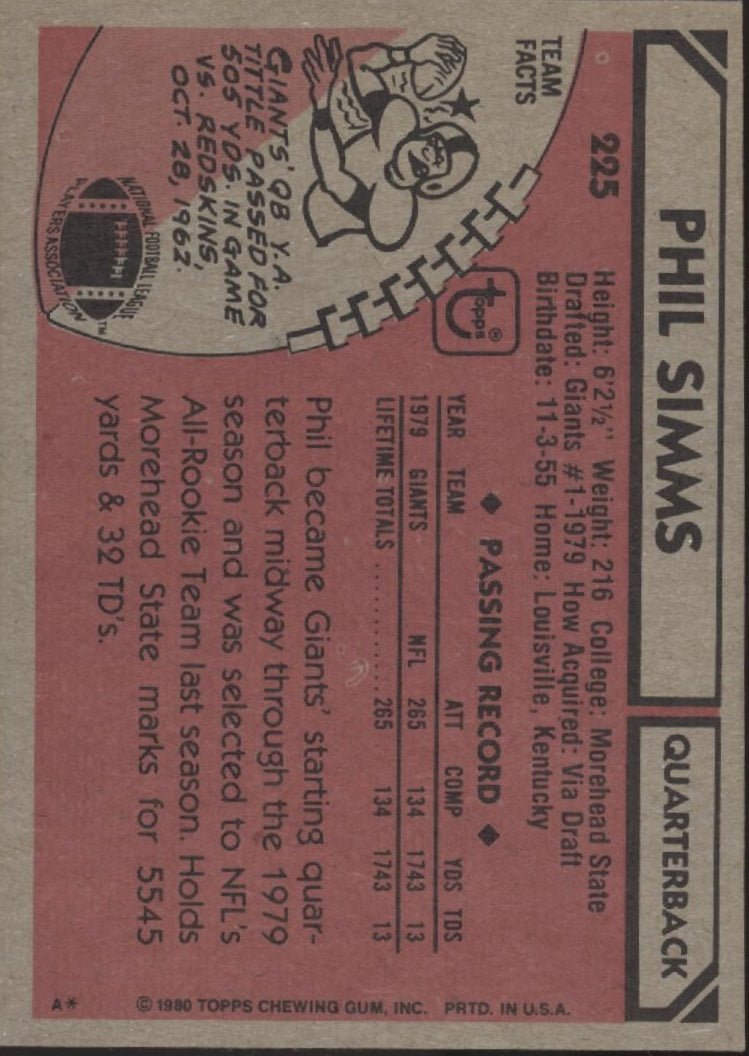 PHIL SIMMS
QUARTERBACK
225
Height: 6'2½" Weight: 216 College: Morehead State
Drafted: Giants #1-1979 How Acquired: Via Draft
Birthdate: 11-3-55 Home: Louisville, Kentucky
topps®
TEAM
FACTS
GIANTS' QB Y.A.
TITTLE PASSED FOR
505 YDS. IN GAME
VS. REDSKINS,
OCT. 28, 1962.
NATIONAL FOOTBALL LEAGUE
PLAYERS ASSOCIATION
TM
◆ PASSING RECORD ◆
YEAR TEAM ATT COMP YDS TDS
1979 GIANTS NFL 265 134 1743 13
LIFETIME TOTALS .......... 265 134 1743 13
Phil became Giants' starting quar-
terback midway through the 1979
season and was selected to NFL's
All-Rookie Team last season. Holds
Morehead State marks for 5545
yards & 32 TD's.
A* © 1980 TOPPS CHEWING GUM, INC. PRTD. IN U.S.A.